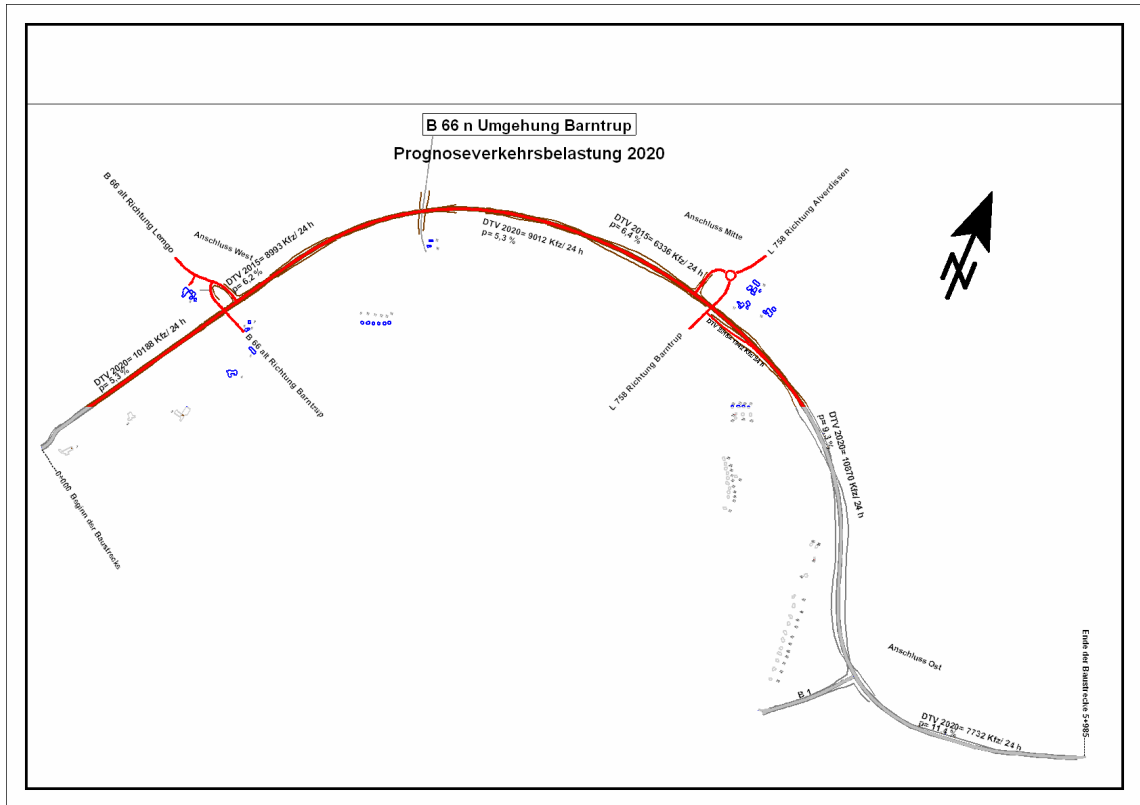 B 66 n Umgehung Barntrup
Prognoseverkehrsbelastung 2020
B 66 alt Richtung Lemgo
Anschluss West
DTV 2015= 8993 Kfz/ 24 h
p= 6,2 %
DTV 2020= 10188 Kfz/ 24 h
p= 5,3 %
B 66 alt Richtung Barntrup
0+000 Beginn der Baustrecke
DTV 2020= 9012 Kfz/ 24 h
p= 5,3 %
DTV 2015= 6336 Kfz/ 24 h
p= 6,4 %
Anschluss Mitte
L 758 Richtung Alverdissen
L 758 Richtung Barntrup
DTV 2020= 10870 Kfz/ 24 h
p= 9,3 %
Anschluss Ost
B 1
DTV 2020= 7732 Kfz/ 24 h
p= 11,4 %
Ende der Baustrecke 5+985